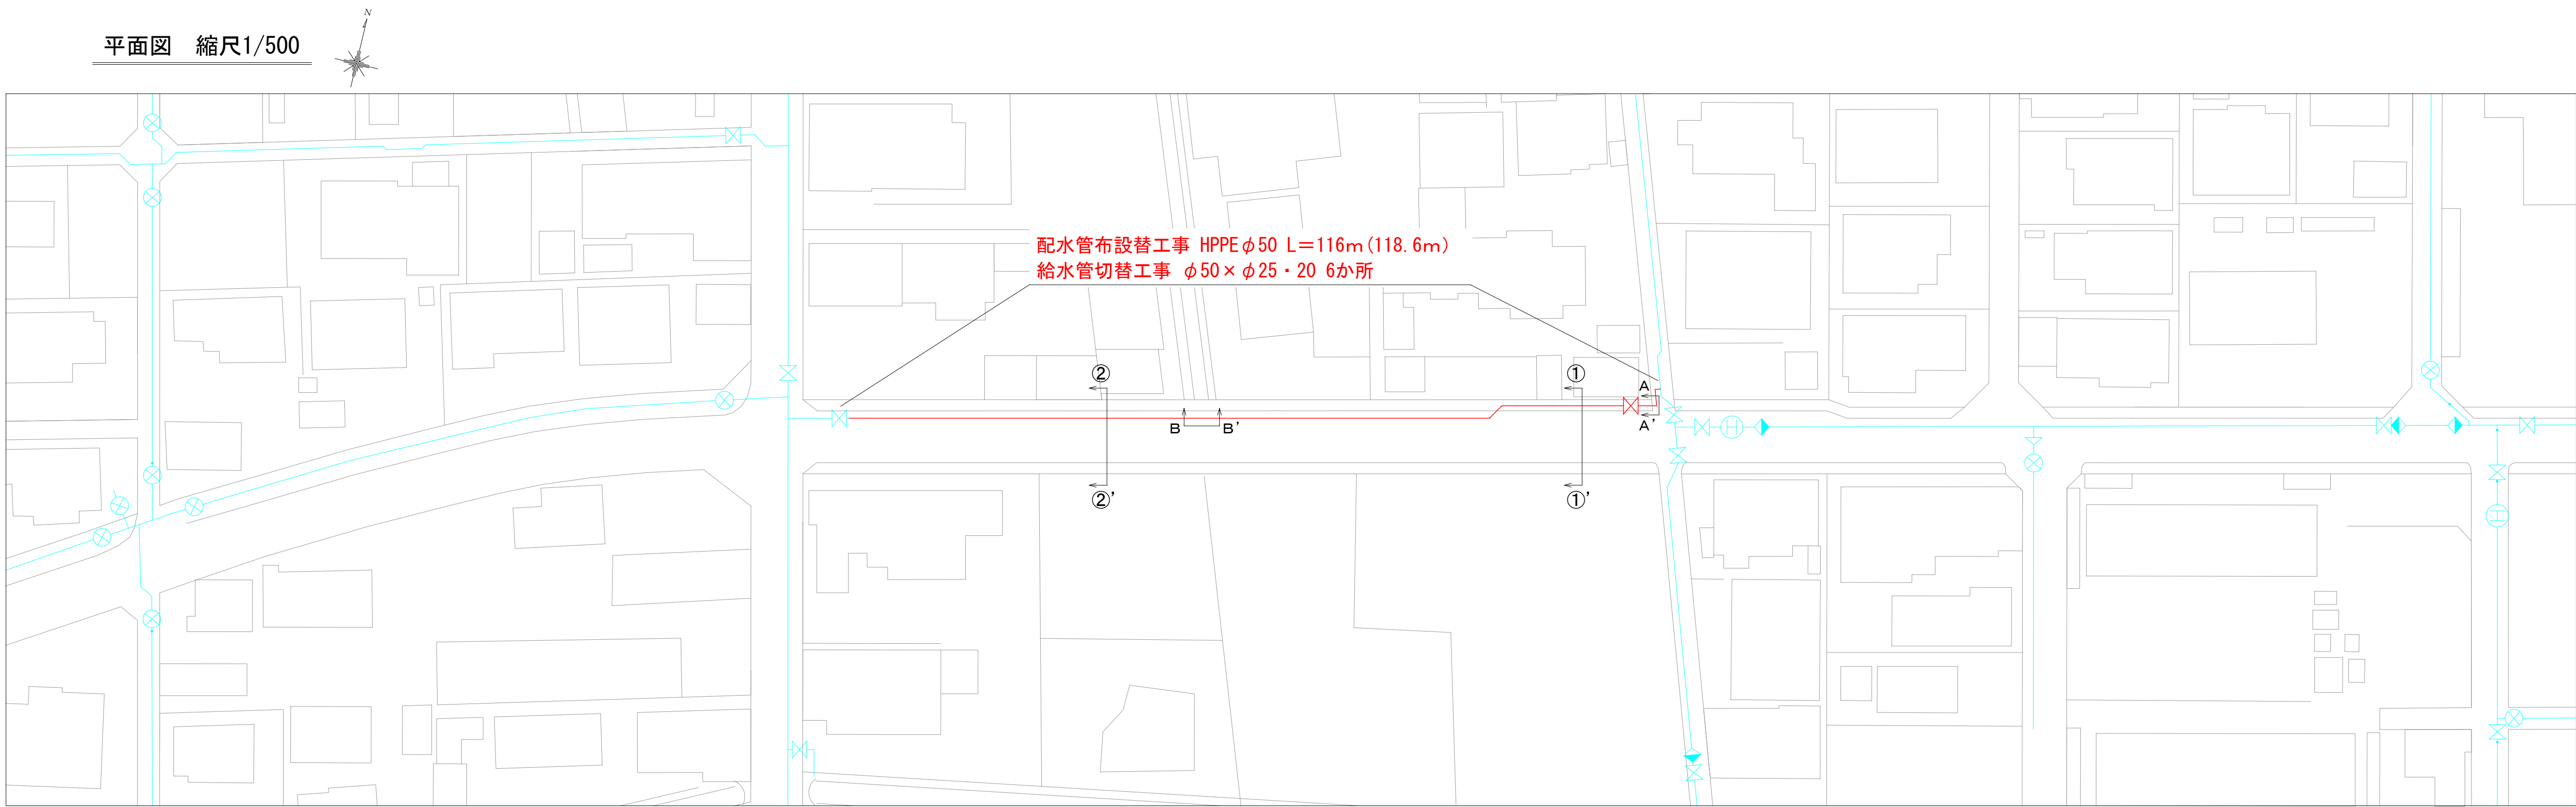 N
平面図　縮尺1/500
配水管布設替工事 HPPEφ50 L=116m(118.6m)
給水管切替工事 φ50×φ25・20 6か所
② ① A
B B' A'
②' ①'
H
H